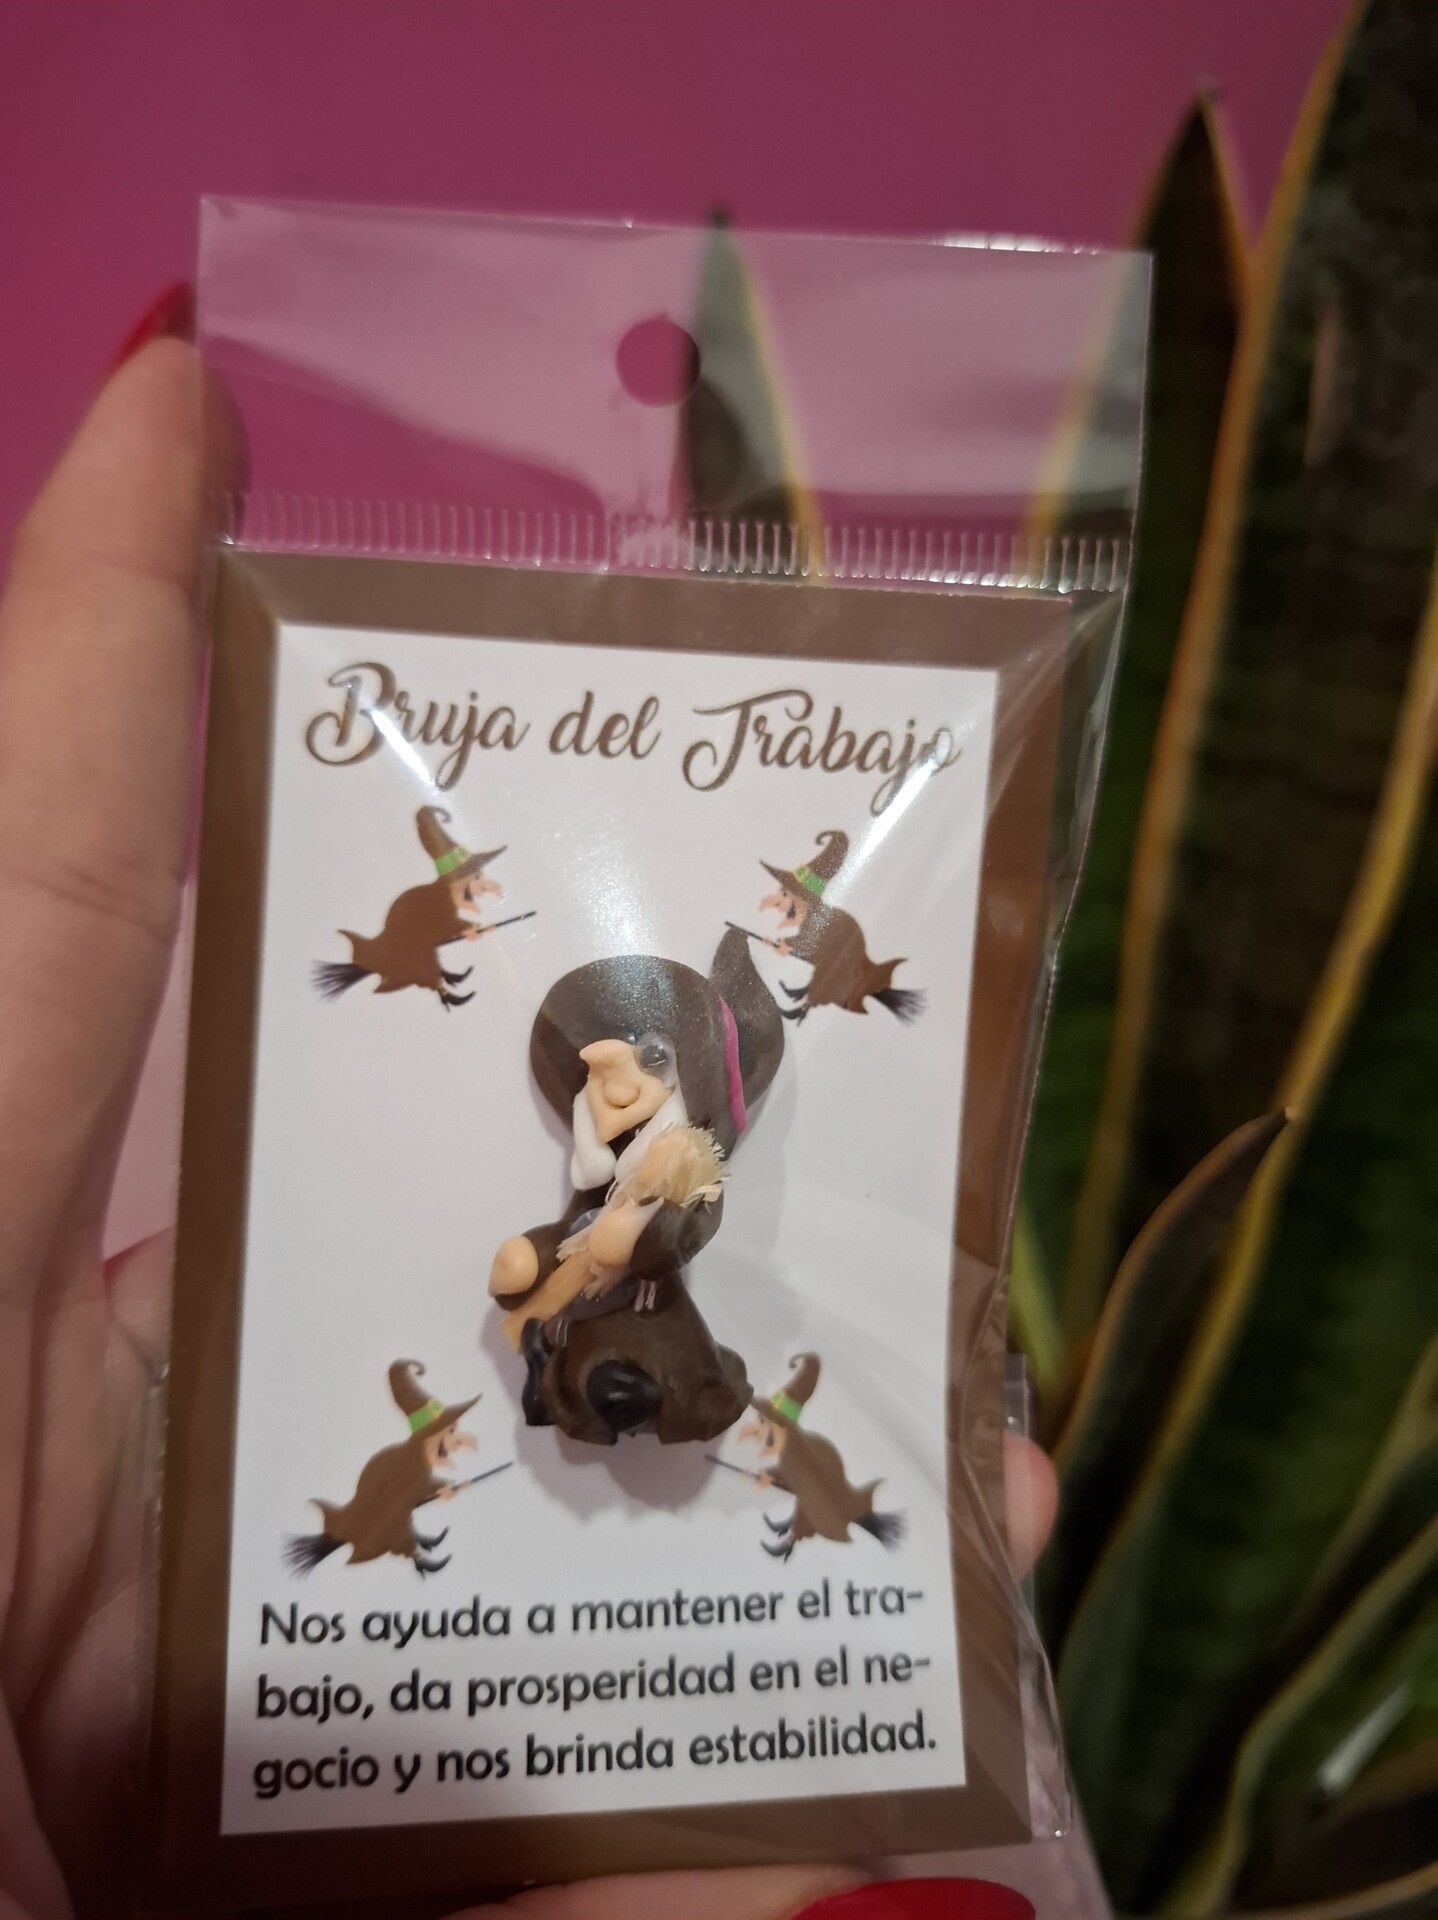 Bruja del Trabajo
Nos ayuda a mantener el tra-
bajo, da prosperidad en el ne-
gocio y nos brinda estabilidad.